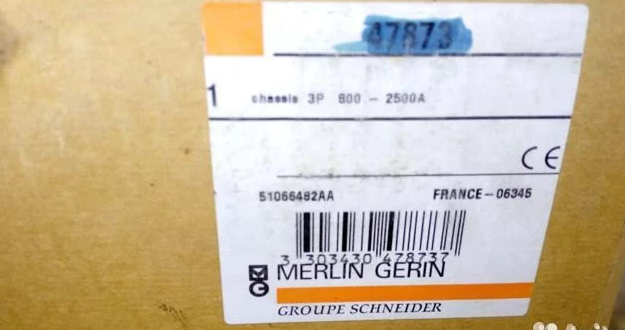 47873
1 chassis 3P 800 - 2500A
CE
51066482AA FRANCE-06345
3 303430 478737
MERLIN GERIN
GROUPE SCHNEIDER